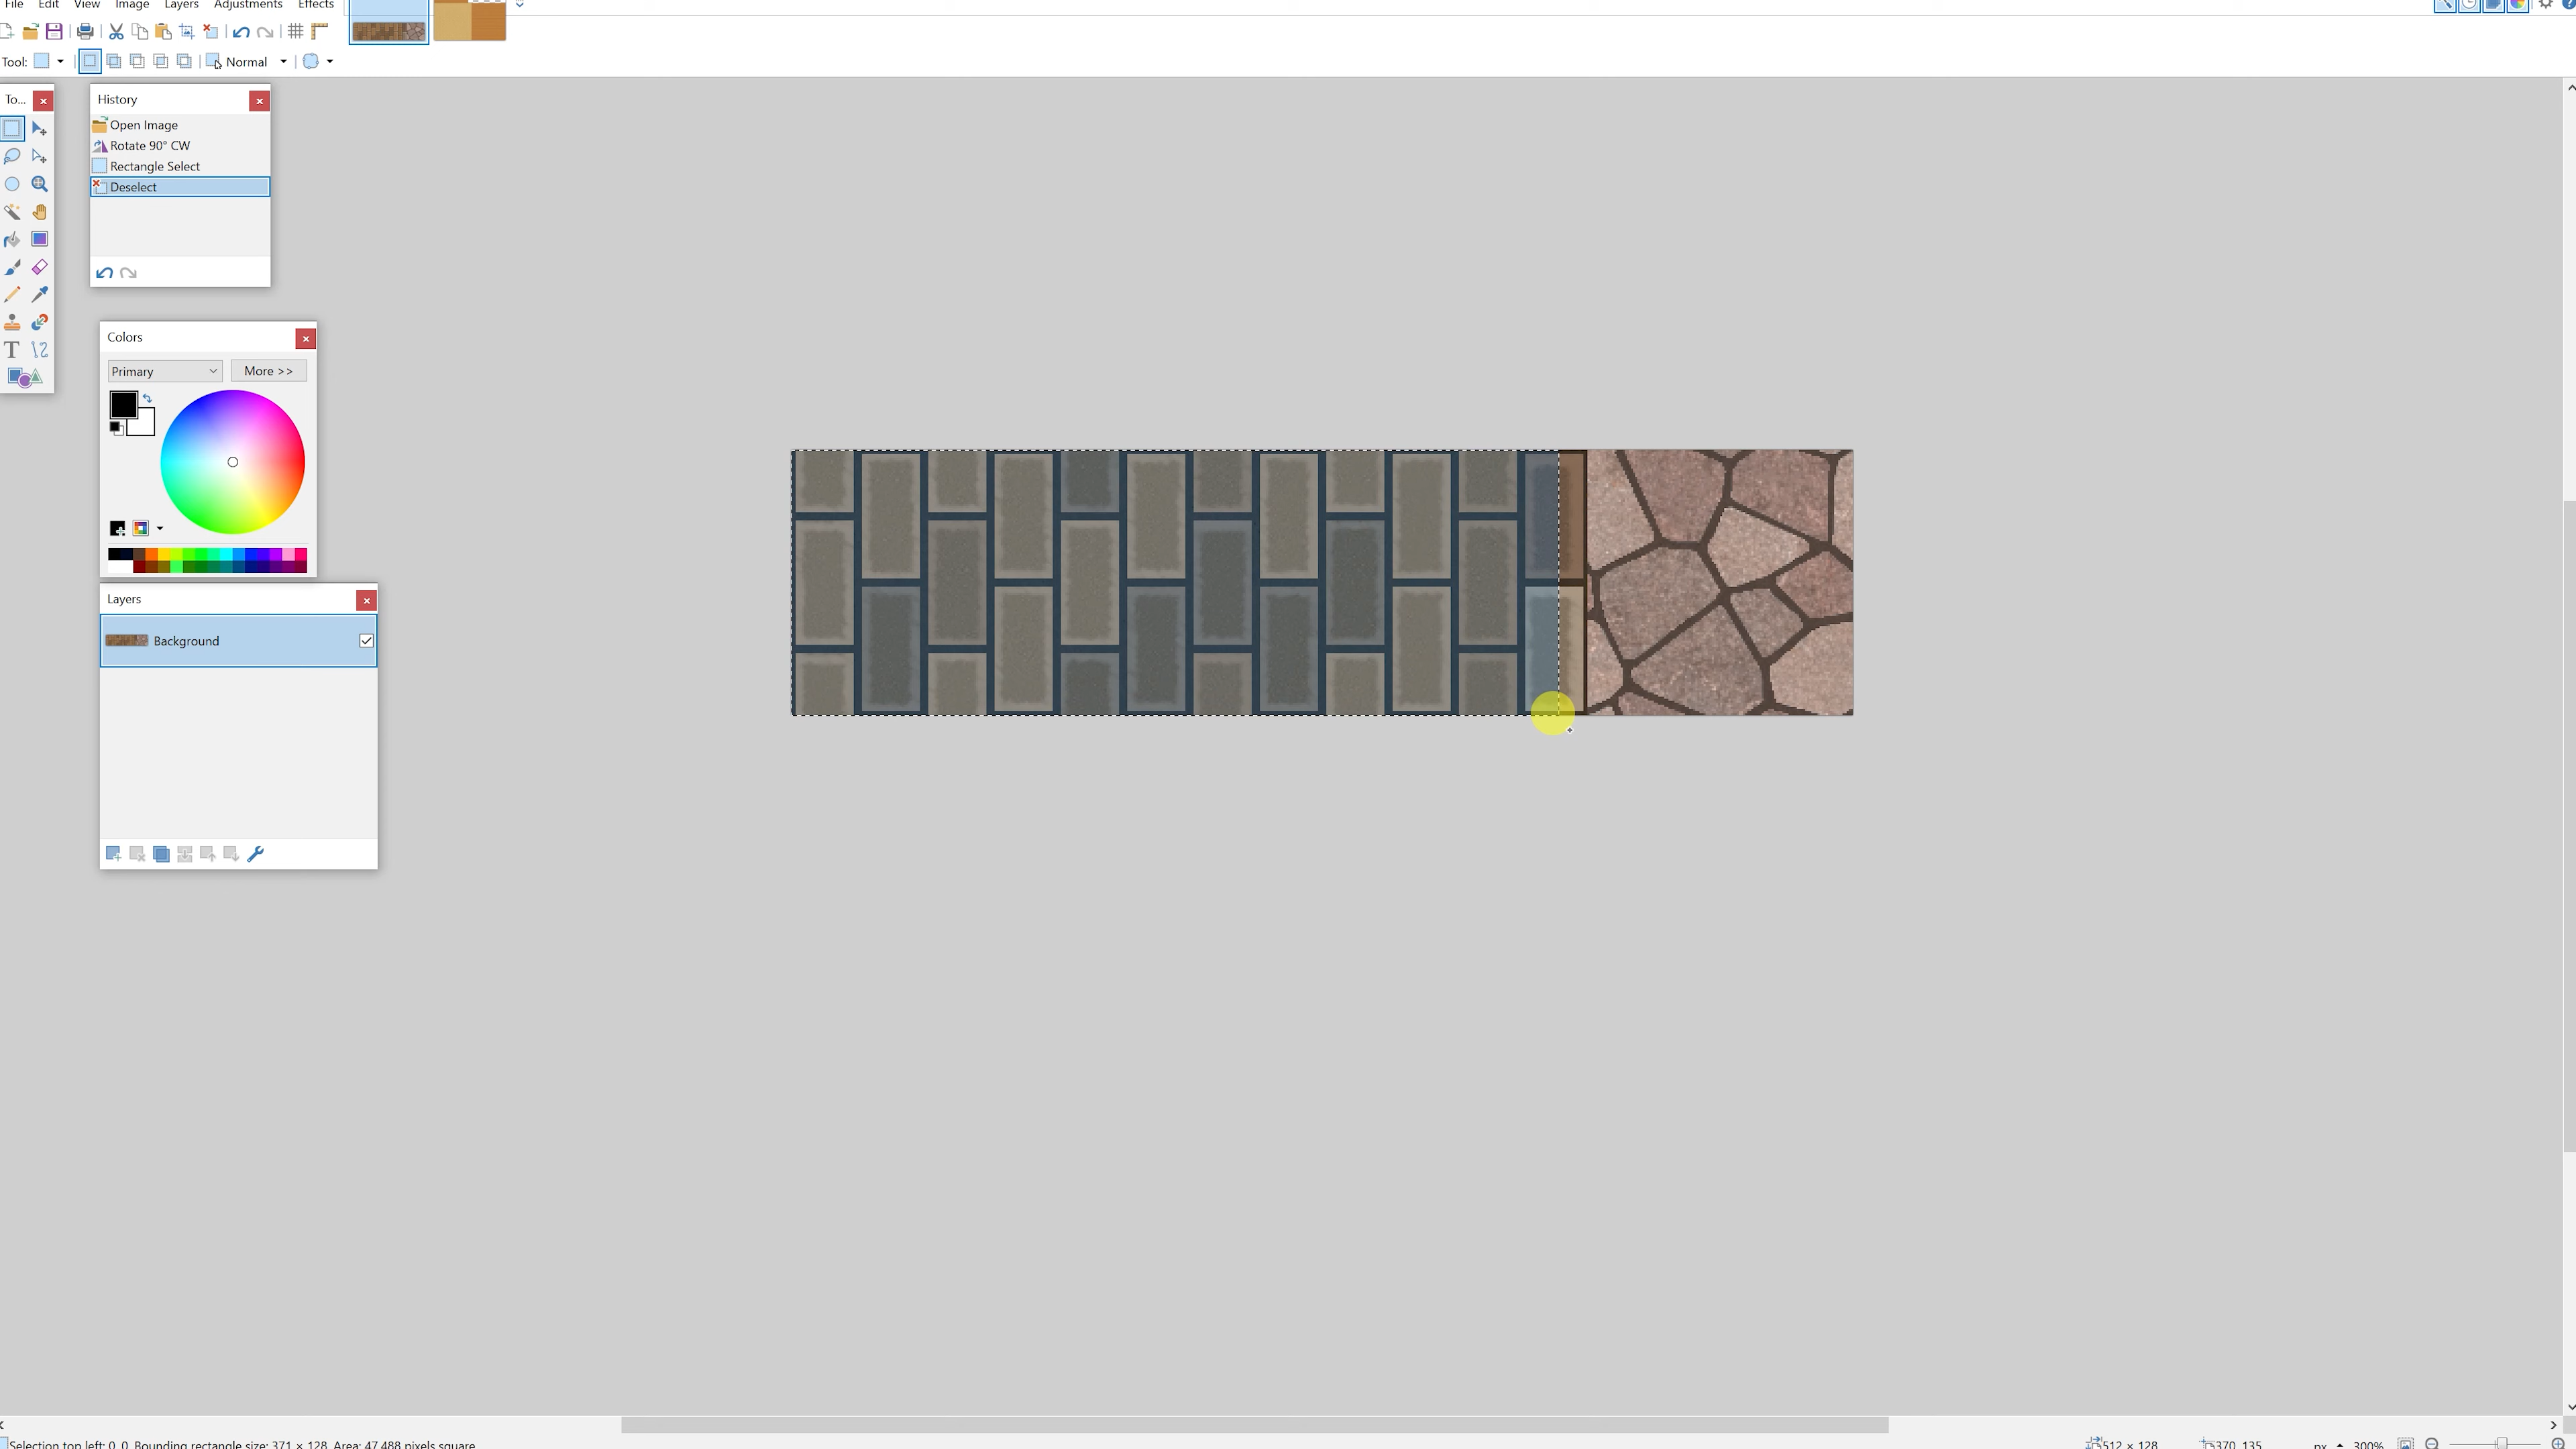 File Edit View Image Layers Adjustments Effects
Tool: Normal
To...
History
Open Image
Rotate 90° CW
Rectangle Select
Deselect
Colors
Primary More >>
Layers
Background
Selection top left: 0, 0. Bounding rectangle size: 371 × 128. Area: 47,488 pixels square
512 × 128 370, 135 px 300%